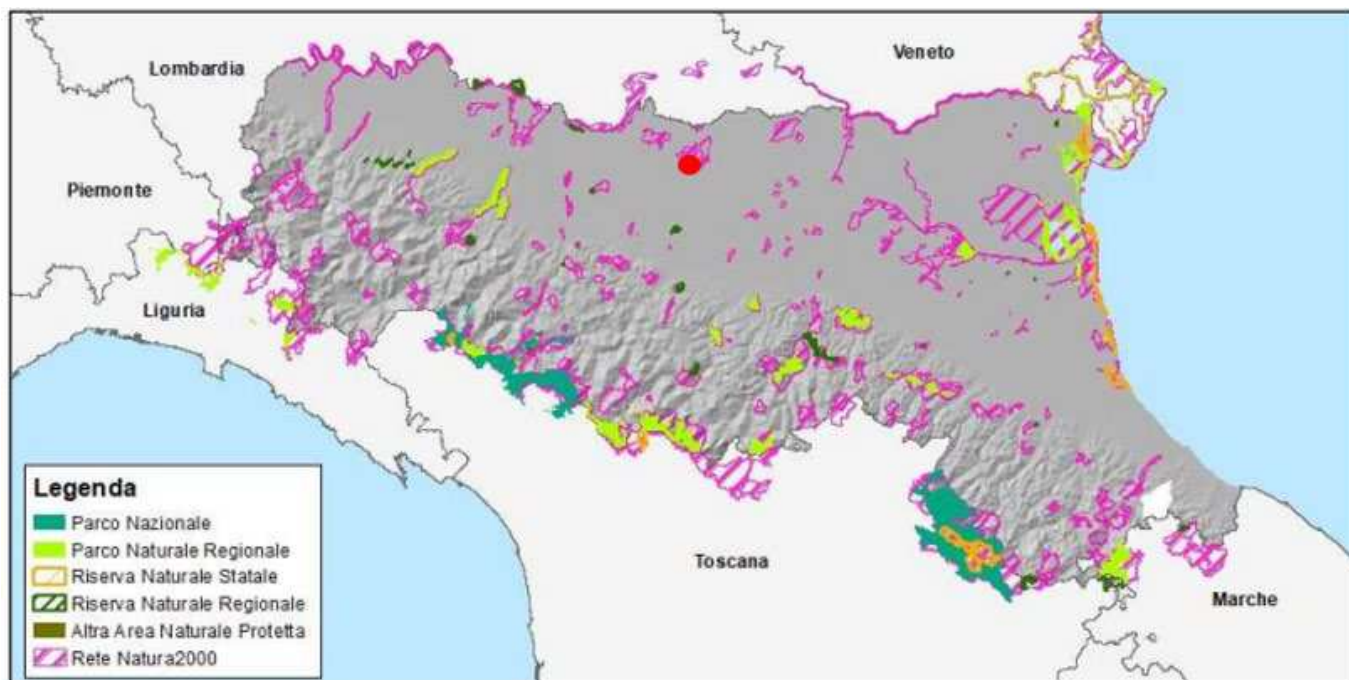 Veneto
Lombardia
Piemonte
Liguria
Toscana
Marche
Legenda
Parco Nazionale
Parco Naturale Regionale
Riserva Naturale Statale
Riserva Naturale Regionale
Altra Area Naturale Protetta
Rete Natura2000